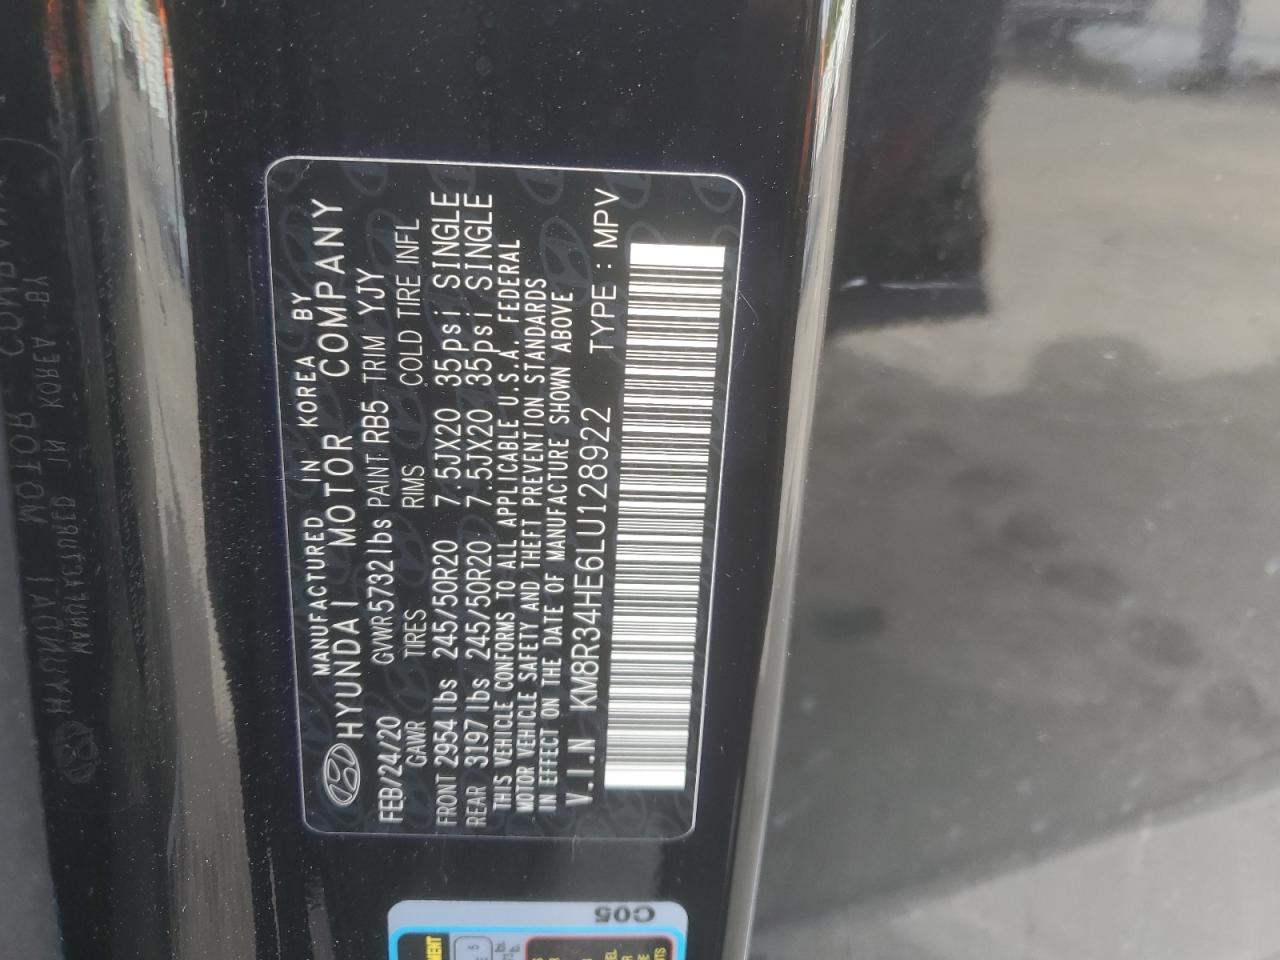 MANUFACTURED IN KOREA BY
HYUNDAI MOTOR COMPANY
FEB/24/20 GVWR 5732lbs PAINT RB5 TRIM YJY
GAWR TIRES RIMS COLD TIRE INFL
FRONT 2954lbs 245/50R20 7.5JX20 35psi SINGLE
REAR 3197lbs 245/50R20 7.5JX20 35psi SINGLE
THIS VEHICLE CONFORMS TO ALL APPLICABLE U.S.A. FEDERAL
MOTOR VEHICLE SAFETY AND THEFT PREVENTION STANDARDS
IN EFFECT ON THE DATE OF MANUFACTURE SHOWN ABOVE
V.I.N KM8R34HE6LU128922 TYPE : MPV
C05